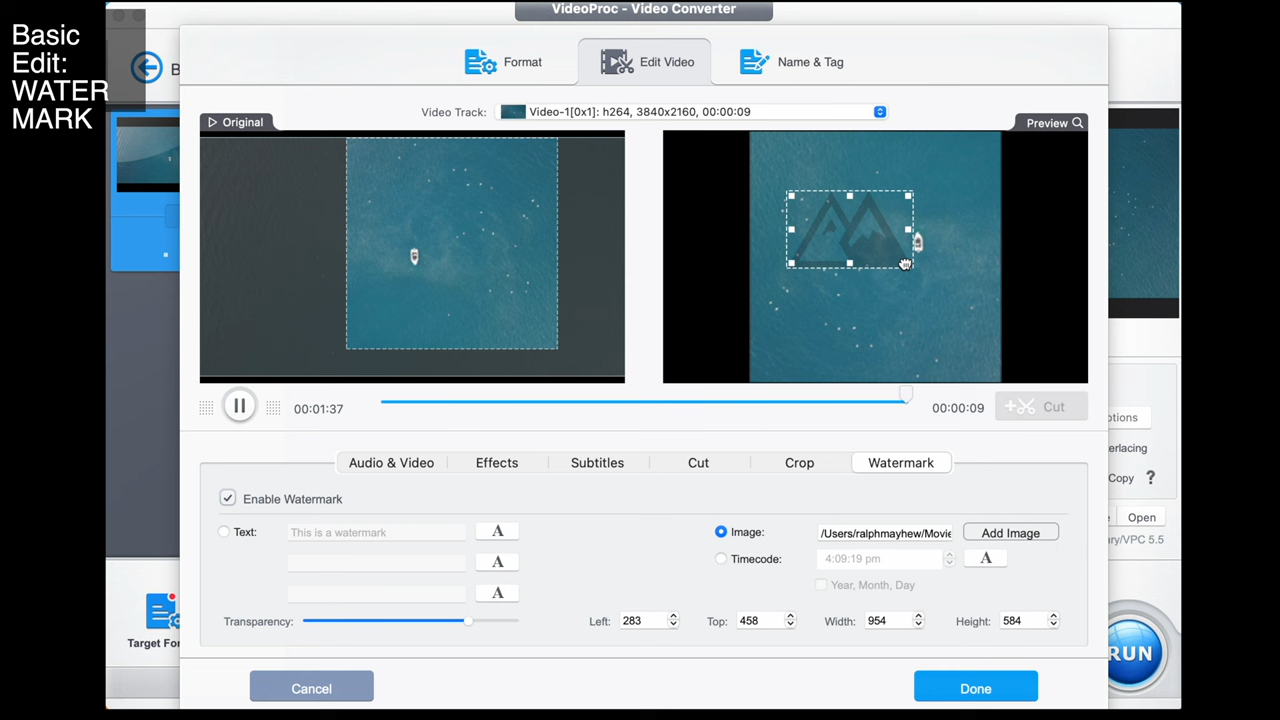 VideoProc - Video Converter
Basic
Edit:
WATER
MARK
B
Format
Edit Video
Name & Tag
Video Track:
Video-1[0x1]: h264, 3840x2160, 00:00:09
Original
Preview
00:01:37
00:00:09
Cut
ptions
Audio & Video
Effects
Subtitles
Cut
Crop
Watermark
erlacing
Copy ?
Enable Watermark
Text:
This is a watermark
A
Image:
/Users/ralphmayhew/Movie
Add Image
e
Open
ary/VPC 5.5
A
Timecode:
4:09:19 pm
A
Year, Month, Day
A
Transparency:
Left:
283
Top:
458
Width:
954
Height:
584
Target For
RUN
Cancel
Done